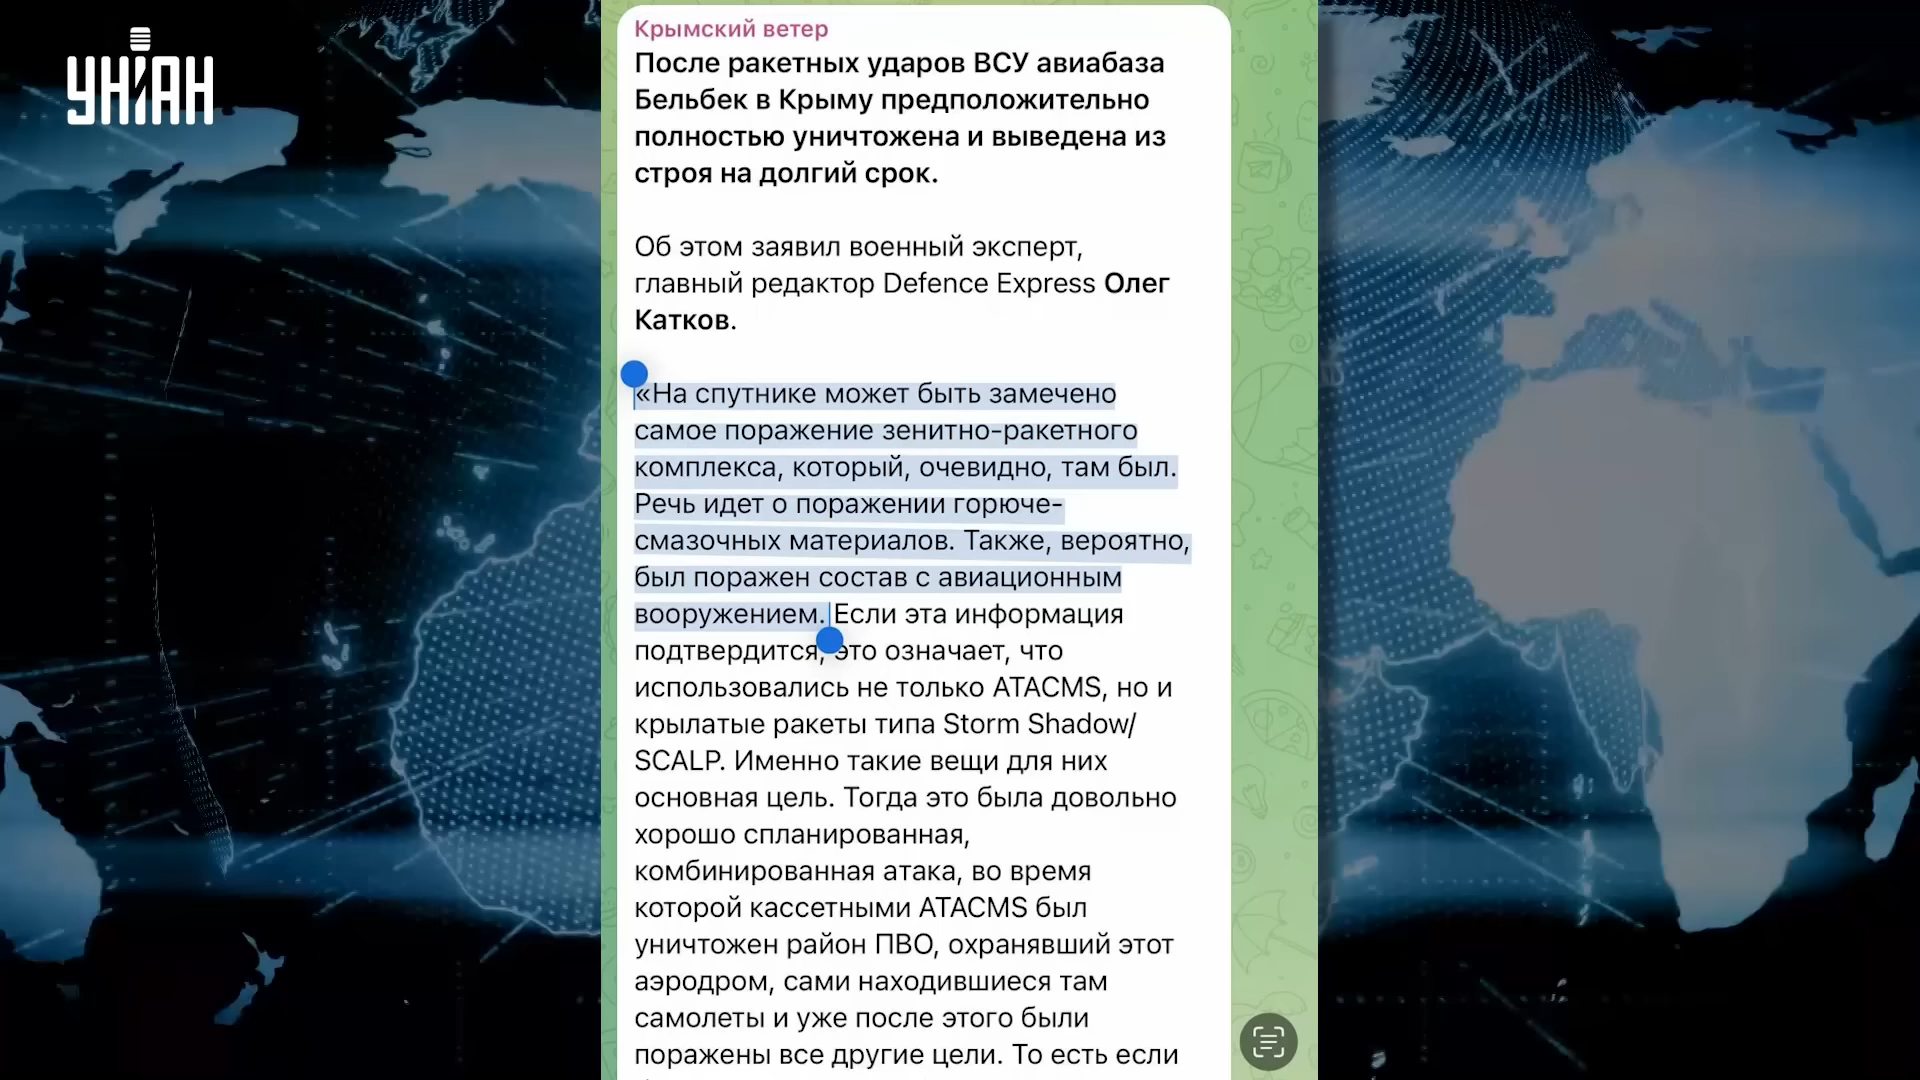 УНІАН
Крымский ветер
После ракетных ударов ВСУ авиабаза
Бельбек в Крыму предположительно
полностью уничтожена и выведена из
строя на долгий срок.
Об этом заявил военный эксперт,
главный редактор Defence Express Олег
Катков.
«На спутнике может быть замечено
самое поражение зенитно-ракетного
комплекса, который, очевидно, там был.
Речь идет о поражении горюче-
смазочных материалов. Также, вероятно,
был поражен состав с авиационным
вооружением. Если эта информация
подтвердится, это означает, что
использовались не только ATACMS, но и
крылатые ракеты типа Storm Shadow/
SCALP. Именно такие вещи для них
основная цель. Тогда это была довольно
хорошо спланированная,
комбинированная атака, во время
которой кассетными ATACMS был
уничтожен район ПВО, охранявший этот
аэродром, сами находившиеся там
самолеты и уже после этого были
поражены все другие цели. То есть если